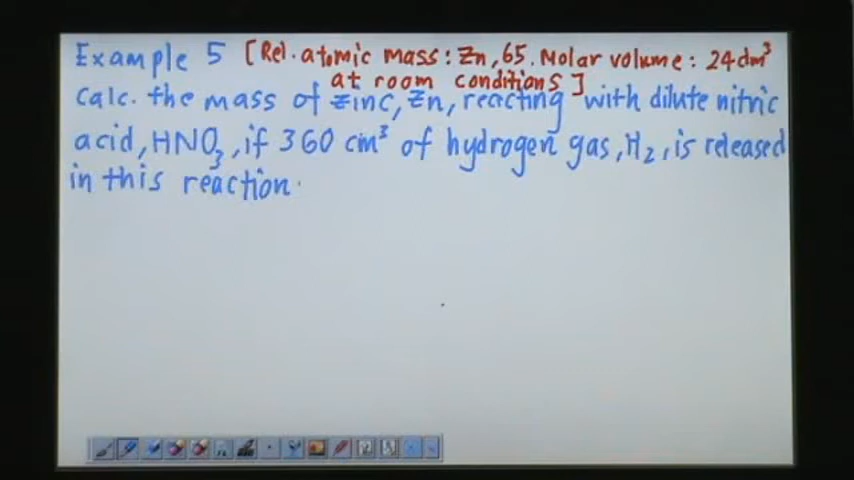 Example 5 [Rel. atomic mass: Zn, 65. Molar volume: 24 dm³
at room conditions]
Calc. the mass of zinc, Zn, reacting with dilute nitric
acid, HNO₃, if 360 cm³ of hydrogen gas, H₂, is released
in this reaction.